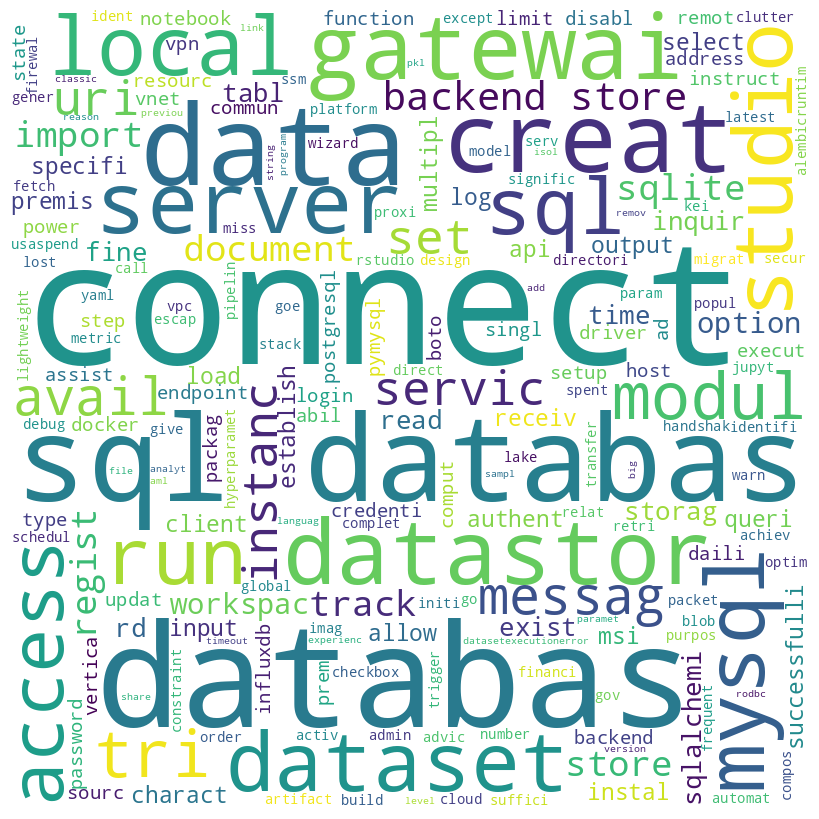 local
gatewai
studio
ident
notebook
link
function
except
limit
disabl
remot
clutter
state
firewal
vpn
pkl
select
address
classic
resourc
ssm
backend store
instruct
gener
uri
vnet
tabl
commun
platform
latest
reason
previou
import
data
creat
string
program
wizard
multipl
serv
model
isol
alembicruntim
specifi
fetch
premis
server
log
sql
signific
sqlite
kei
proxi
remov
power
usaspend
miss
document
set
api
output
inquir
fine
lost
call
rstudio
design
directori
migrat
secur
connect
pipelin
add
yaml
vpc
escap
goe
postgresql
pymysql
boto
singl
time
param
popul
option
step
metric
stack
driver
ad
lightweight
assist
load
endpoint
establish
login
abil
direct
setup
host
execut
jupyt
avail
instanc
servic
receiv
spent
modul
debug
docker
give
packag
hyperparamet
read
transfer
handshak
identifi
sql
databas
file
analyt
aml
lake
sampl
big
warn
type
schedul
client
credenti
complet
languag
authent
comput
relat
retri
storag
queri
achiev
access
regist
run
datastor
daili
optim
global
updat
workspac
track
initi
go
messag
packet
blob
mysql
successfulli
rd
input
imag
experienc
allow
exist
paramet
msi
purpos
password
vertical
constraint
databas
timeout
influxdb
checkbox
premi
datasetexecutionerror
financi
backend
sqlalchemi
frequent
share
trigger
gov
rodbc
tri
order
activ
admin
advic
number
version
compos
sourc
charact
dataset
store
instal
artifact
build
level
cloud
suffici
automat